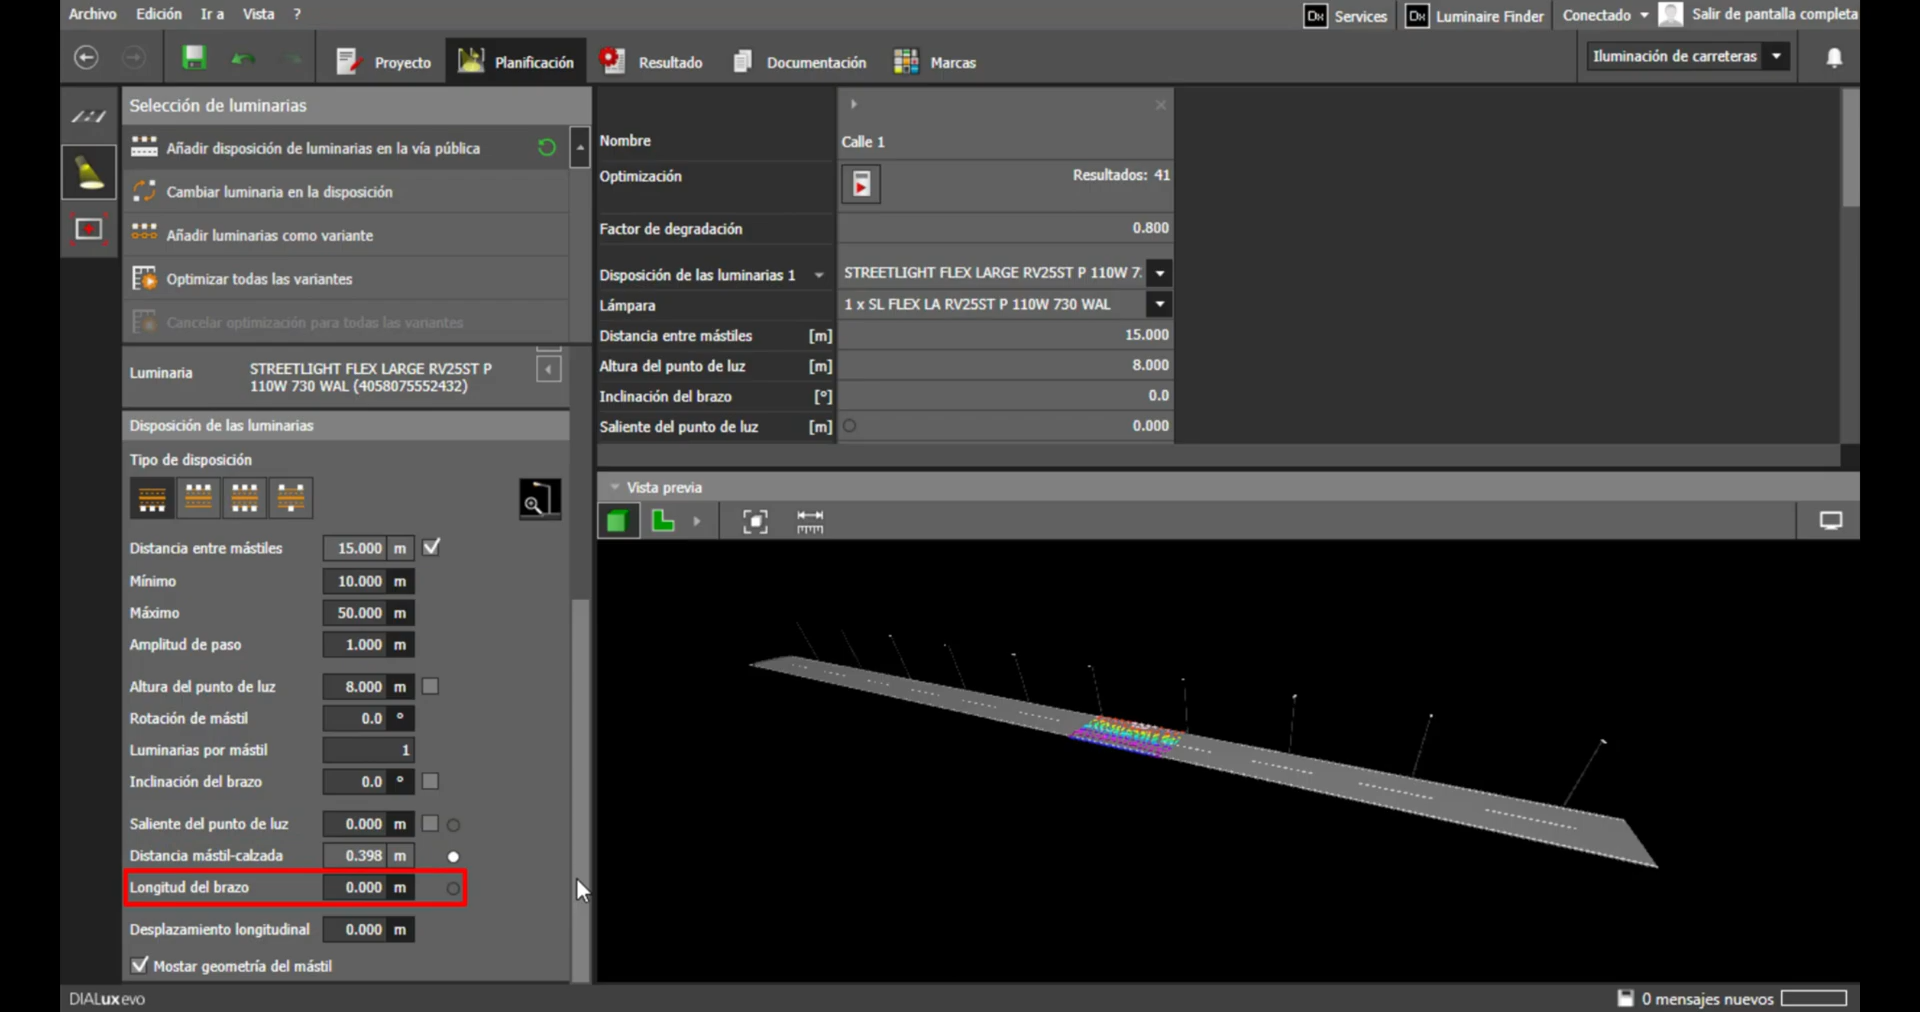 Archivo Edición Ir a Vista ?
Services Luminaire Finder Conectado Salir de pantalla completa
Proyecto Planificación Resultado Documentación Marcas Iluminación de carreteras
Selección de luminarias
Añadir disposición de luminarias en la vía pública
Cambiar luminaria en la disposición
Añadir luminarias como variante
Optimizar todas las variantes
Cancelar optimización para todas las variantes
Luminaria STREETLIGHT FLEX LARGE RV25ST P
110W 730 WAL (4058075552432)
Disposición de las luminarias
Tipo de disposición
Distancia entre mástiles 15.000 m
Mínimo 10.000 m
Máximo 50.000 m
Amplitud de paso 1.000 m
Altura del punto de luz 8.000 m
Rotación de mástil 0.0 °
Luminarias por mástil 1
Inclinación del brazo 0.0 °
Saliente del punto de luz 0.000 m
Distancia mástil-calzada 0.398 m
Longitud del brazo 0.000 m
Desplazamiento longitudinal 0.000 m
Mostar geometría del mástil
Nombre Calle 1
Optimización Resultados: 41
Factor de degradación 0.800
Disposición de las luminarias 1 STREETLIGHT FLEX LARGE RV25ST P 110W 7
Lámpara 1 x SL FLEX LA RV25ST P 110W 730 WAL
Distancia entre mástiles [m] 15.000
Altura del punto de luz [m] 8.000
Inclinación del brazo [°] 0.0
Saliente del punto de luz [m] 0.000
Vista previa
DIALux evo
0 mensajes nuevos